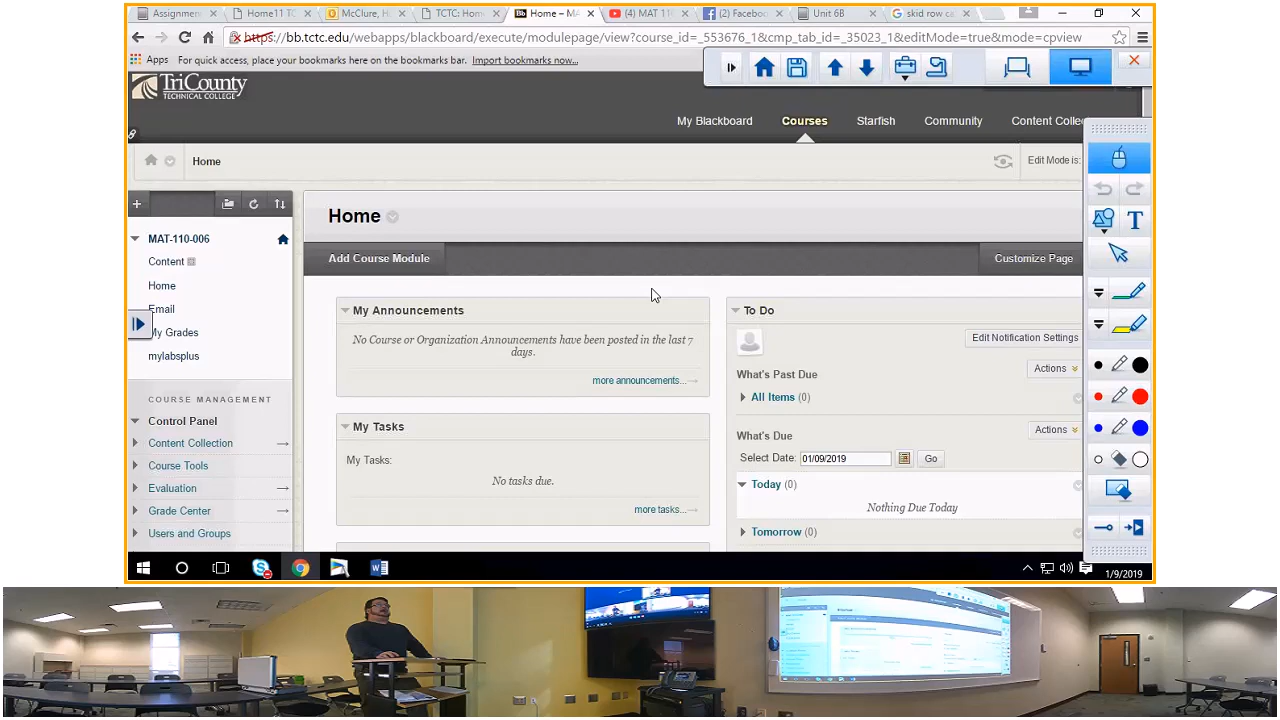 Assignment
Home11 TC
McClure, H
TCTC: Home
Bb Home – MA
(4) MAT 11
(2) Faceboo
Unit 6B
skid row ca
https://bb.tctc.edu/webapps/blackboard/execute/modulepage/view?course_id=_553676_1&cmp_tab_id=_35023_1&editMode=true&mode=cpview
Apps For quick access, place your bookmarks here on the bookmarks bar. Import bookmarks now...
TriCounty
TECHNICAL COLLEGE
My Blackboard Courses Starfish Community Content Colle
Home
Edit Mode is:
MAT-110-006
Content
Home
Email
My Grades
mylabsplus
COURSE MANAGEMENT
Control Panel
Content Collection
Course Tools
Evaluation
Grade Center
Users and Groups
Home
Add Course Module
Customize Page
My Announcements
No Course or Organization Announcements have been posted in the last 7
days.
more announcements...
My Tasks
My Tasks:
No tasks due.
more tasks...
To Do
Edit Notification Settings
What's Past Due
Actions
All Items (0)
What's Due
Actions
Select Date: 01/09/2019 Go
Today (0)
Nothing Due Today
Tomorrow (0)
T
1/9/2019